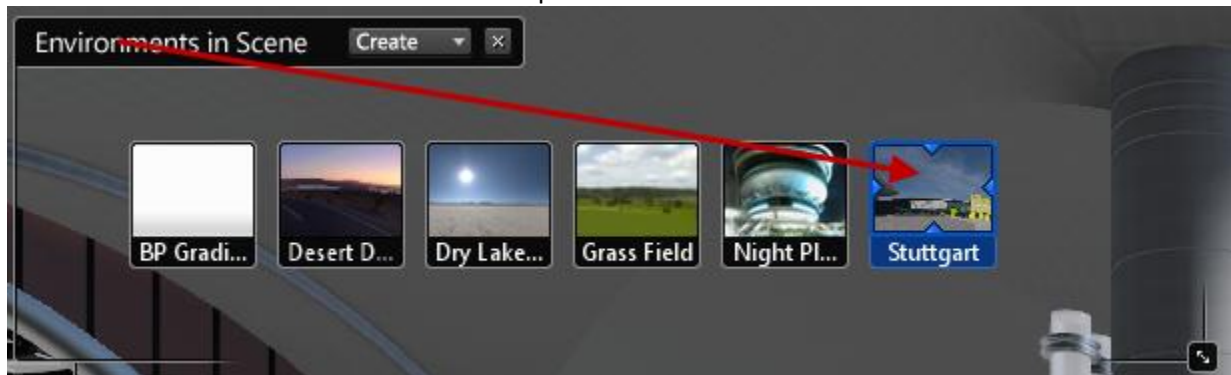 Environments in Scene Create
BP Gradi... Desert D... Dry Lake... Grass Field Night Pl... Stuttgart